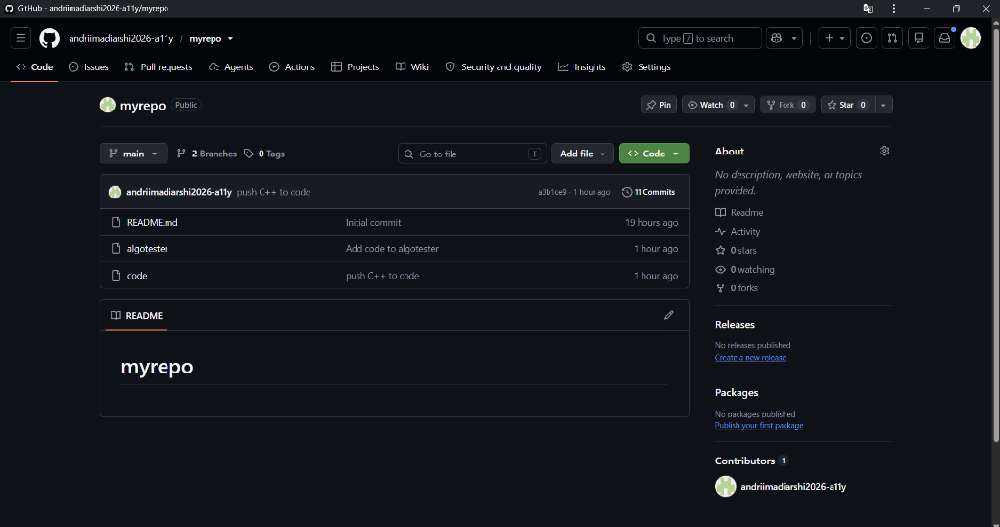 GitHub - andriimadiarshi2026-a11y/myrepo
andriimadiarshi2026-a11y / myrepo
Type / to search
Code Issues Pull requests Agents Actions Projects Wiki Security and quality Insights Settings
myrepo Public
Pin Watch 0 Fork 0 Star 0
main 2 Branches 0 Tags
Go to file
Add file Code
andriimadiarshi2026-a11y push C++ to code a3b1ce9 · 1 hour ago 11 Commits
README.md Initial commit 19 hours ago
algotester Add code to algotester 1 hour ago
code push C++ to code 1 hour ago
README
myrepo
About
No description, website, or topics
provided.
Readme
Activity
0 stars
0 watching
0 forks
Releases
No releases published
Create a new release
Packages
No packages published
Publish your first package
Contributors 1
andriimadiarshi2026-a11y